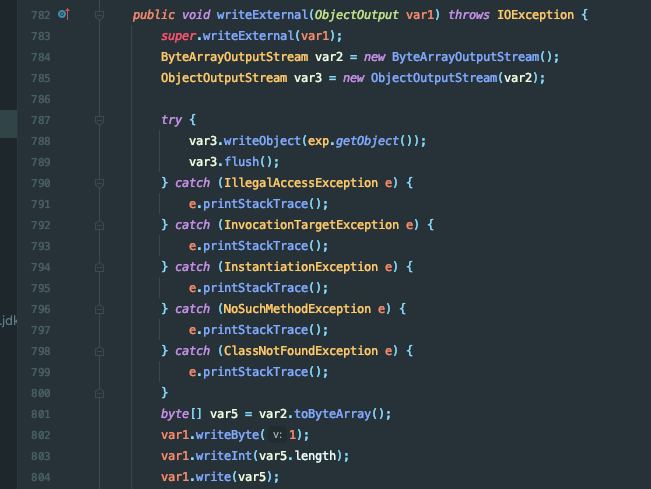 782 public void writeExternal(ObjectOutput var1) throws IOException {
783 super.writeExternal(var1);
784 ByteArrayOutputStream var2 = new ByteArrayOutputStream();
785 ObjectOutputStream var3 = new ObjectOutputStream(var2);
786
787 try {
788 var3.writeObject(exp.getObject());
789 var3.flush();
790 } catch (IllegalAccessException e) {
791 e.printStackTrace();
792 } catch (InvocationTargetException e) {
793 e.printStackTrace();
794 } catch (InstantiationException e) {
795 e.printStackTrace();
.jdk 796 } catch (NoSuchMethodException e) {
797 e.printStackTrace();
798 } catch (ClassNotFoundException e) {
799 e.printStackTrace();
800 }
801 byte[] var5 = var2.toByteArray();
802 var1.writeByte( v: 1);
803 var1.writeInt(var5.length);
804 var1.write(var5);